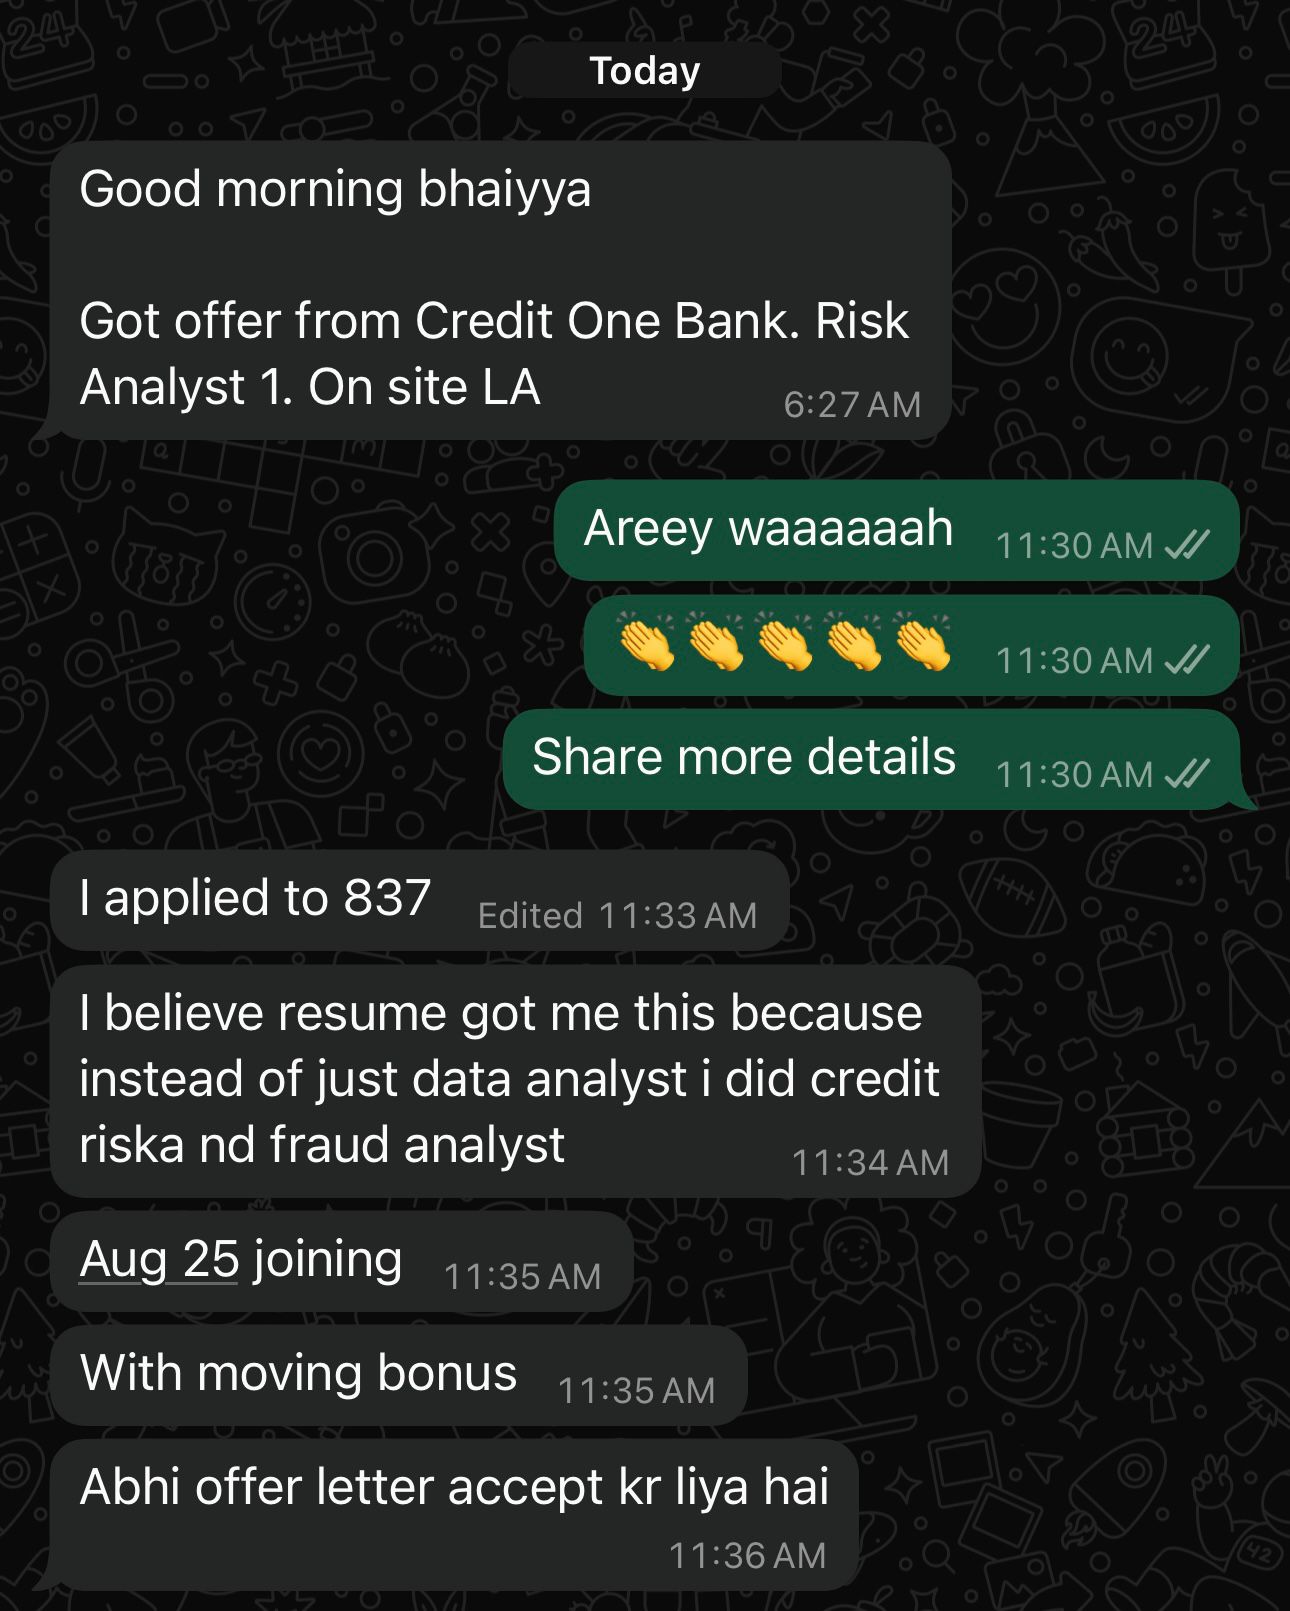 Today
Good morning bhaiyya
Got offer from Credit One Bank. Risk
Analyst 1. On site LA
6:27 AM
Areey waaaaaah
11:30 AM
👏👏👏👏👏
11:30 AM
Share more details
11:30 AM
I applied to 837
Edited 11:33 AM
I believe resume got me this because
instead of just data analyst i did credit
riska nd fraud analyst
11:34 AM
Aug 25 joining
11:35 AM
With moving bonus
11:35 AM
Abhi offer letter accept kr liya hai
11:36 AM
24
24
42